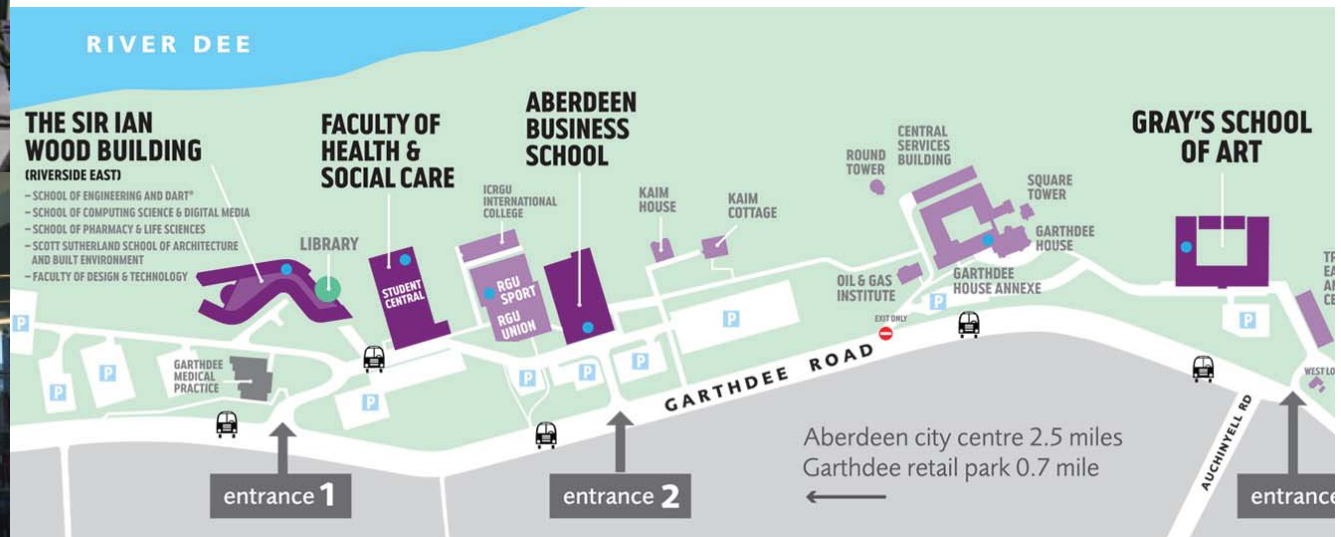 RIVER DEE
THE SIR IAN
WOOD BUILDING
(RIVERSIDE EAST)
– SCHOOL OF ENGINEERING AND DART*
– SCHOOL OF COMPUTING SCIENCE & DIGITAL MEDIA
– SCHOOL OF PHARMACY & LIFE SCIENCES
– SCOTT SUTHERLAND SCHOOL OF ARCHITECTURE
AND BUILT ENVIRONMENT
– FACULTY OF DESIGN & TECHNOLOGY
LIBRARY
FACULTY OF
HEALTH &
SOCIAL CARE
STUDENT
CENTRAL
ICRGU
INTERNATIONAL
COLLEGE
RGU
SPORT
RGU
UNION
ABERDEEN
BUSINESS
SCHOOL
KAIM
HOUSE
KAIM
COTTAGE
ROUND
TOWER
CENTRAL
SERVICES
BUILDING
SQUARE
TOWER
GARTHDEE
HOUSE
GARTHDEE
HOUSE ANNEXE
OIL & GAS
INSTITUTE
EXIT ONLY
GRAY'S SCHOOL
OF ART
WEST LO
GARTHDEE
MEDICAL
PRACTICE
P
P
P
P
P
P
P
P
P
P
P
GARTHDEE ROAD
AUCHINYELL RD
Aberdeen city centre 2.5 miles
Garthdee retail park 0.7 mile
entrance 1
entrance 2
entrance